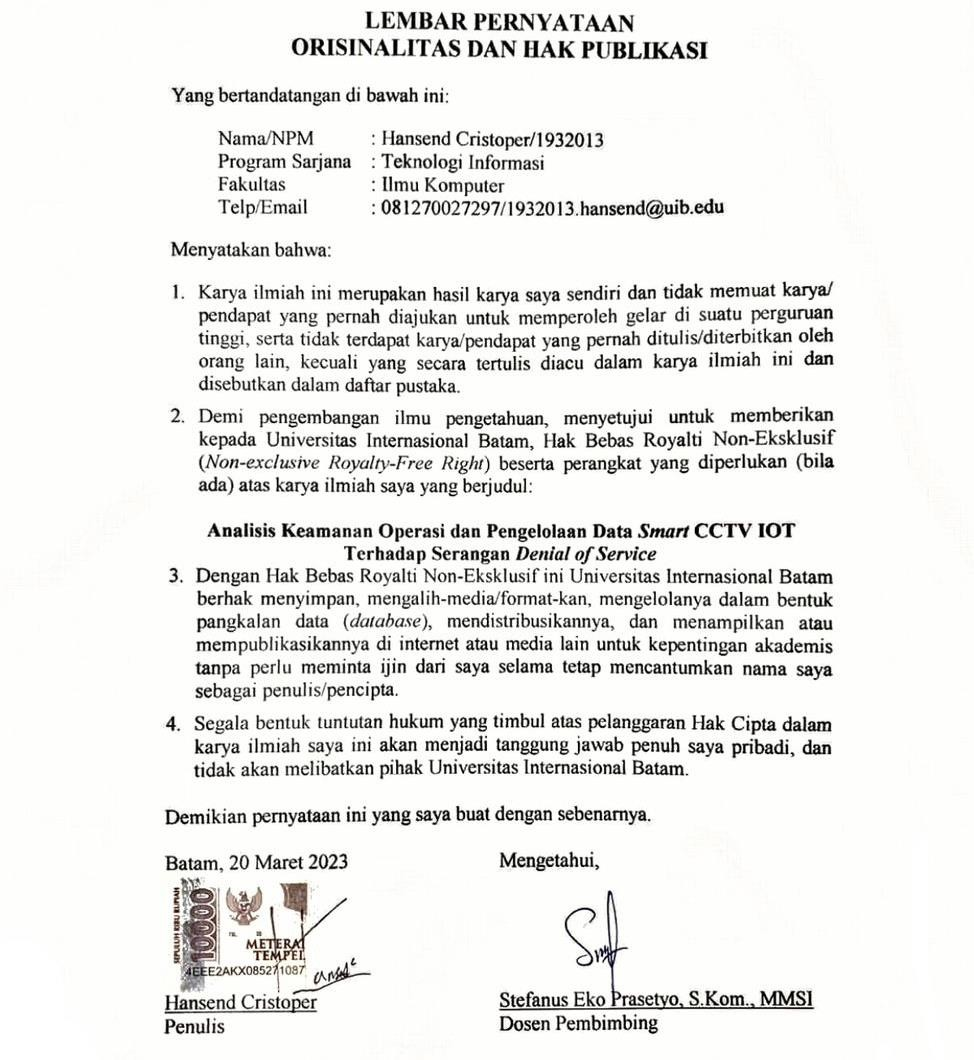 LEMBAR PERNYATAAN
ORISINALITAS DAN HAK PUBLIKASI
Yang bertandatangan di bawah ini:
Nama/NPM : Hansend Cristoper/1932013
Program Sarjana : Teknologi Informasi
Fakultas : Ilmu Komputer
Telp/Email : 081270027297/1932013.hansend@uib.edu
Menyatakan bahwa:
1. Karya ilmiah ini merupakan hasil karya saya sendiri dan tidak memuat karya/
pendapat yang pernah diajukan untuk memperoleh gelar di suatu perguruan
tinggi, serta tidak terdapat karya/pendapat yang pernah ditulis/diterbitkan oleh
orang lain, kecuali yang secara tertulis diacu dalam karya ilmiah ini dan
disebutkan dalam daftar pustaka.
2. Demi pengembangan ilmu pengetahuan, menyetujui untuk memberikan
kepada Universitas Internasional Batam, Hak Bebas Royalti Non-Eksklusif
(Non-exclusive Royalty-Free Right) beserta perangkat yang diperlukan (bila
ada) atas karya ilmiah saya yang berjudul:
Analisis Keamanan Operasi dan Pengelolaan Data Smart CCTV IOT
Terhadap Serangan Denial of Service
3. Dengan Hak Bebas Royalti Non-Eksklusif ini Universitas Internasional Batam
berhak menyimpan, mengalih-media/format-kan, mengelolanya dalam bentuk
pangkalan data (database), mendistribusikannya, dan menampilkan atau
mempublikasikannya di internet atau media lain untuk kepentingan akademis
tanpa perlu meminta ijin dari saya selama tetap mencantumkan nama saya
sebagai penulis/pencipta.
4. Segala bentuk tuntutan hukum yang timbul atas pelanggaran Hak Cipta dalam
karya ilmiah saya ini akan menjadi tanggung jawab penuh saya pribadi, dan
tidak akan melibatkan pihak Universitas Internasional Batam.
Demikian pernyataan ini yang saya buat dengan sebenarnya.
Batam, 20 Maret 2023
Mengetahui,
SEPULUH RIBU RUPIAH
10000
TGL. 20
METERAI
TEMPEL
4EEE2AKX085271087
Hansend Cristoper
Penulis
Stefanus Eko Prasetyo, S.Kom., MMSI
Dosen Pembimbing